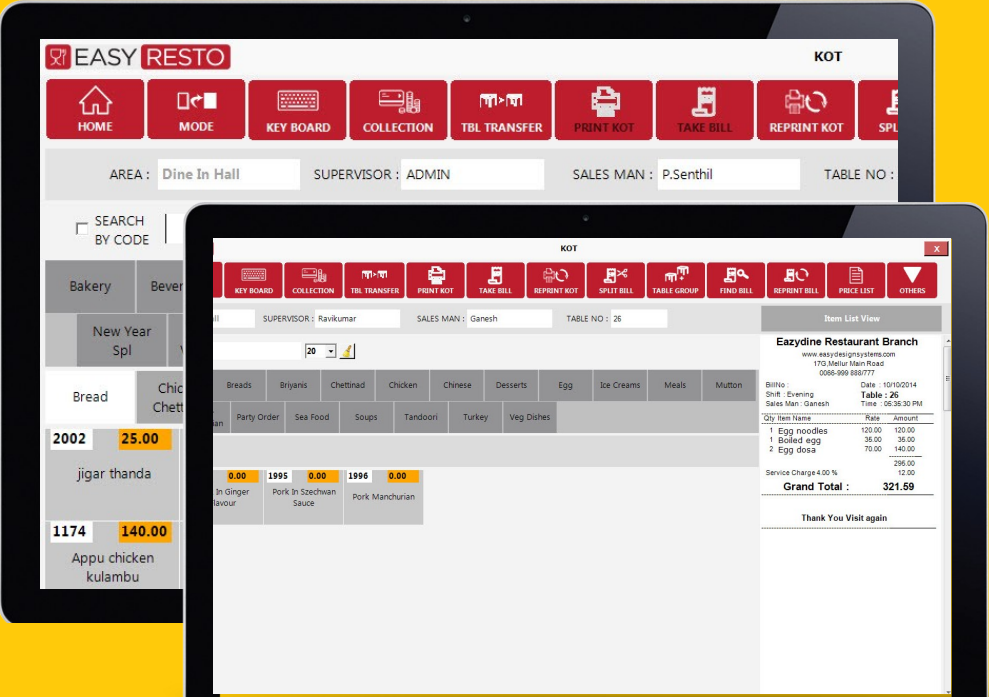 EASY RESTO
KOT
HOME
MODE
KEY BOARD
COLLECTION
TBL TRANSFER
PRINT KOT
TAKE BILL
REPRINT KOT
SPL
AREA : Dine In Hall
SUPERVISOR : ADMIN
SALES MAN : P.Senthil
TABLE NO :
SEARCH
BY CODE
Bakery
Bever
New Year
Spl
Bread
Chic
Chett
2002 25.00
jigar thanda
1174 140.00
Appu chicken
kulambu
KOT
X
KEY BOARD
COLLECTION
TBL TRANSFER
PRINT KOT
TAKE BILL
REPRINT KOT
SPLIT BILL
TABLE GROUP
FIND BILL
REPRINT BILL
PRICE LIST
OTHERS
SUPERVISOR : Ravikumar
SALES MAN : Ganesh
TABLE NO : 26
20
Breads
Briyanis
Chettinad
Chicken
Chinese
Desserts
Egg
Ice Creams
Meals
Mutton
Party Order
Sea Food
Soups
Tandoori
Turkey
Veg Dishes
0.00
In Ginger
lavour
1995 0.00
Pork In Szechwan
Sauce
1996 0.00
Pork Manchurian
Item List View
Eazydine Restaurant Branch
www.easydesignsystems.com
17G,Mellur Main Road
0066-999 888/777
BillNo : Date : 10/10/2014
Shift : Evening Table : 26
Sales Man : Ganesh Time : 05:35:30 PM
Qty Item Name Rate Amount
1 Egg noodles 120.00 120.00
1 Boiled egg 36.00 36.00
2 Egg dosa 70.00 140.00
296.00
Service Charge 4.00 % 12.00
Grand Total : 321.59
Thank You Visit again